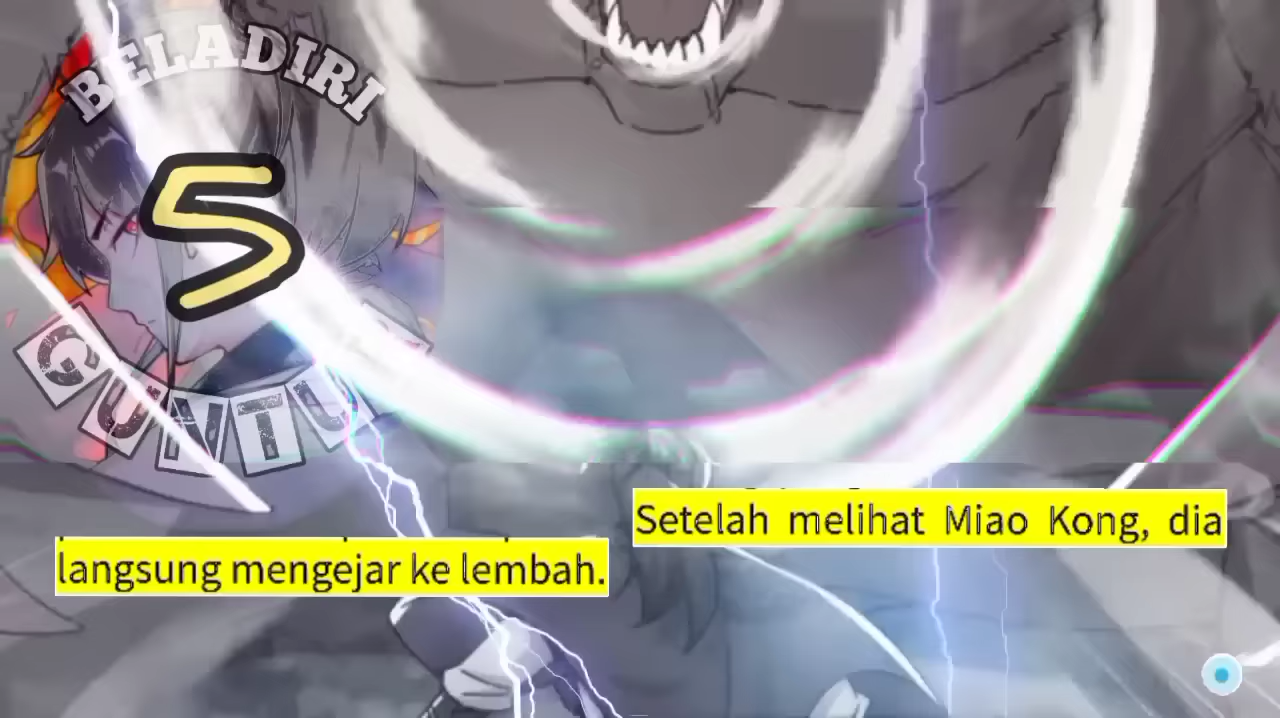 BELADIRI
5
GUNTU
Setelah melihat Miao Kong, dia
langsung mengejar ke lembah.